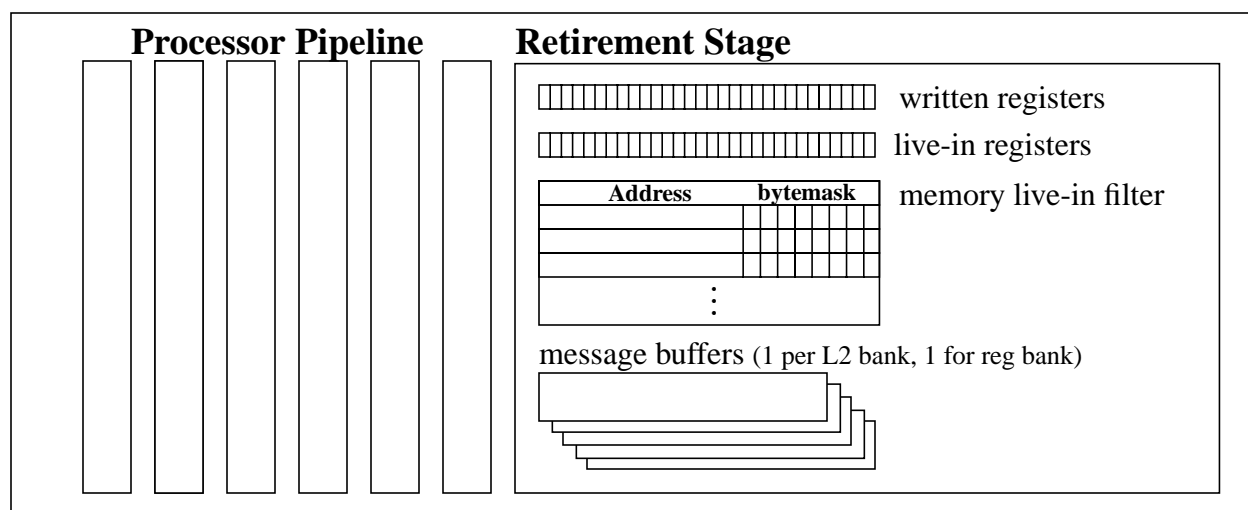 Processor Pipeline
Retirement Stage
written registers
live-in registers
Address bytemask
memory live-in filter
message buffers (1 per L2 bank, 1 for reg bank)